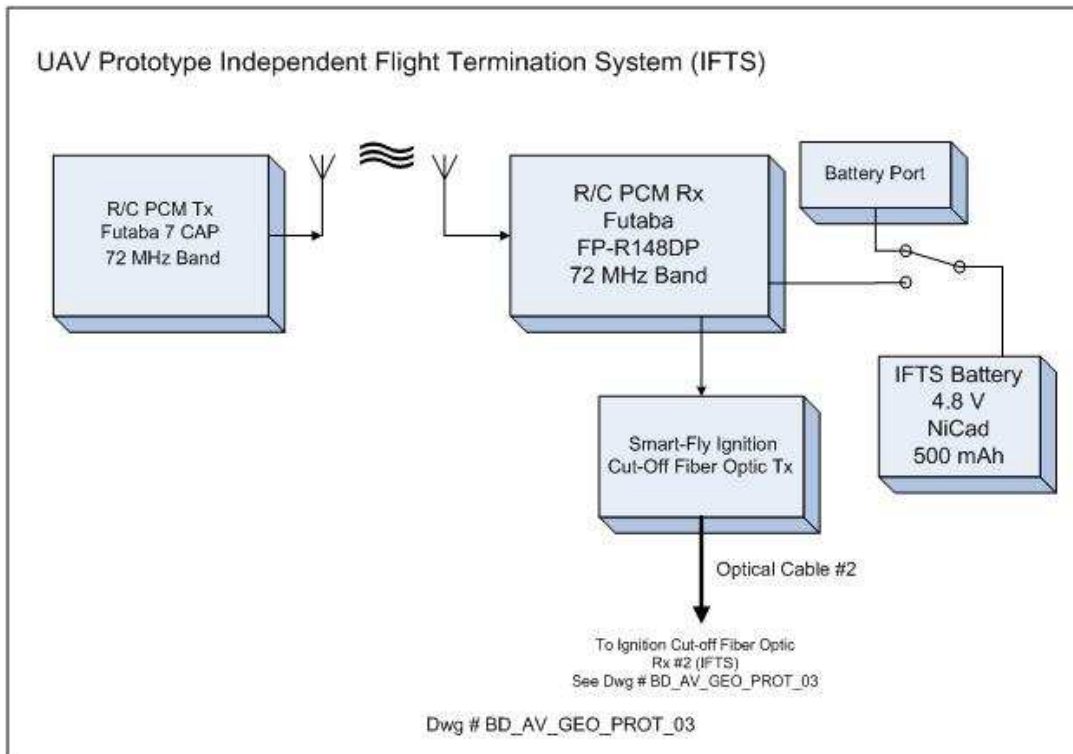 UAV Prototype Independent Flight Termination System (IFTS)
R/C PCM Tx
Futaba 7 CAP
72 MHz Band
R/C PCM Rx
Futaba
FP-R148DP
72 MHz Band
Battery Port
IFTS Battery
4.8 V
NiCad
500 mAh
Smart-Fly Ignition
Cut-Off Fiber Optic Tx
Optical Cable #2
To Ignition Cut-off Fiber Optic
Rx #2 (IFTS)
See Dwg # BD_AV_GEO_PROT_03
Dwg # BD_AV_GEO_PROT_03